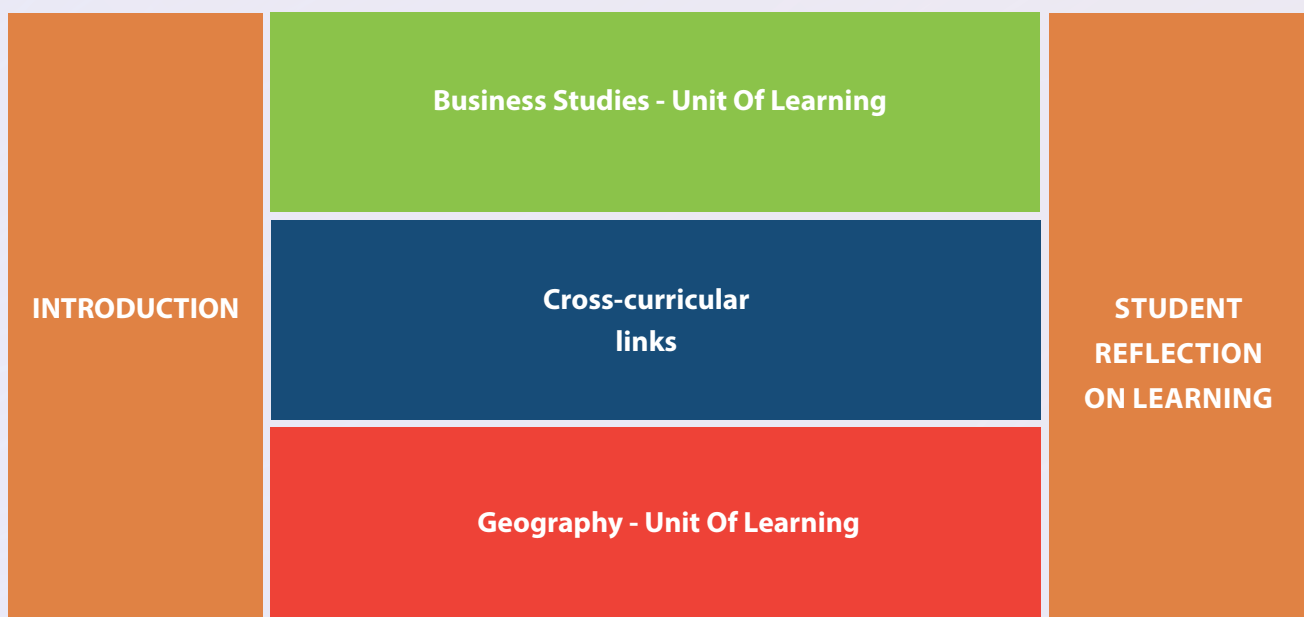 INTRODUCTION
Business Studies - Unit Of Learning
Cross-curricular
links
Geography - Unit Of Learning
STUDENT
REFLECTION
ON LEARNING